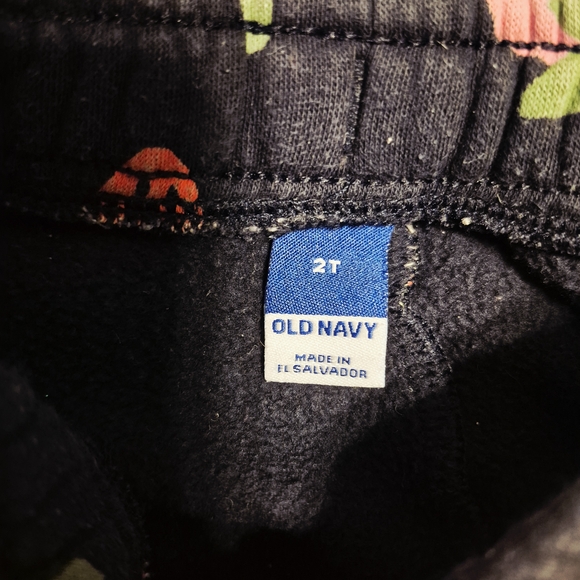 2T
OLD NAVY
MADE IN
EL SALVADOR